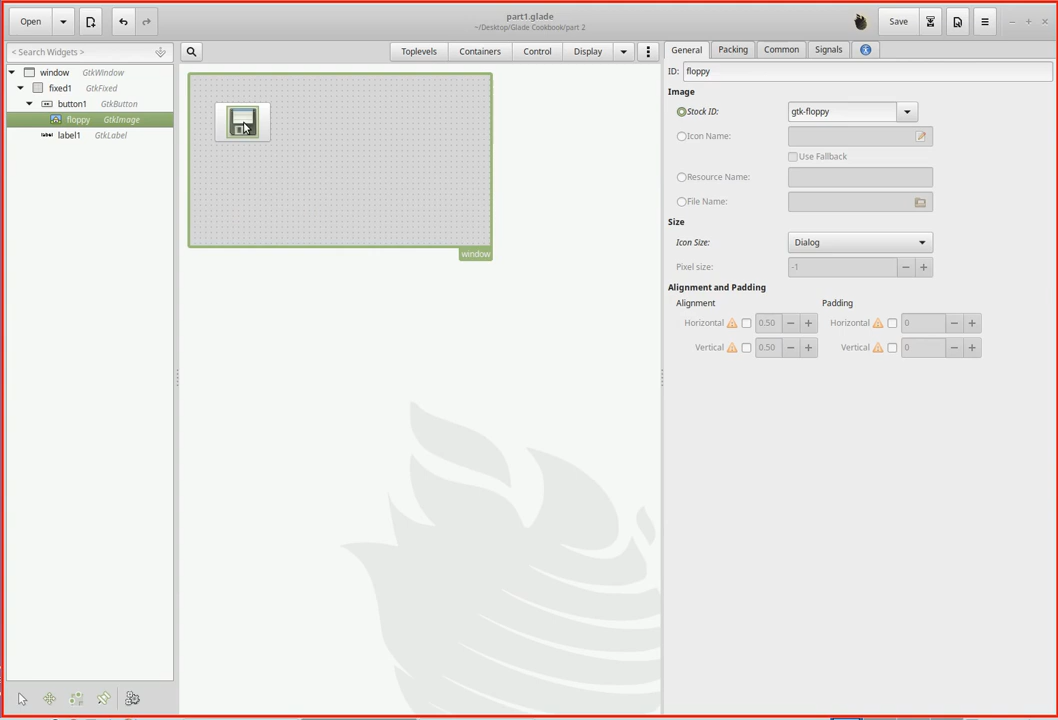 part1.glade
Open
~/Desktop/Glade Cookbook/part 2
Save
< Search Widgets >
Toplevels
Containers
Control
Display
General
Packing
Common
Signals
window GtkWindow
fixed1 GtkFixed
button1 GtkButton
floppy GtkImage
label1 GtkLabel
window
ID: floppy
Image
Stock ID: gtk-floppy
Icon Name:
Use Fallback
Resource Name:
File Name:
Size
Icon Size: Dialog
Pixel size: -1
Alignment and Padding
Alignment Padding
Horizontal 0.50 Horizontal 0
Vertical 0.50 Vertical 0